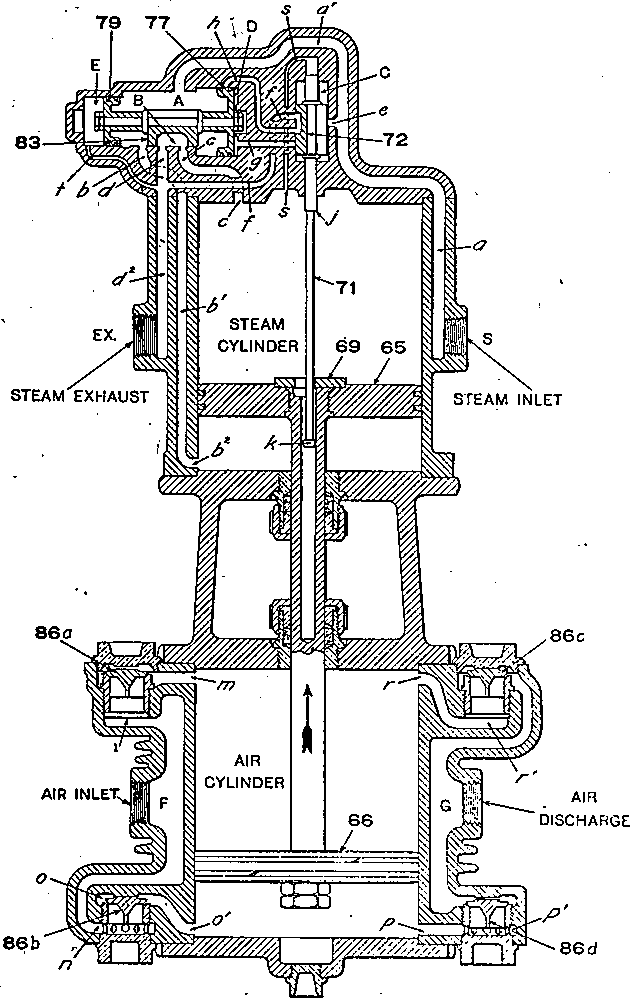 79
77
h
D
s
a'
E
A
C
B
r
e
83
c
g
72
t
b
d
c
f
s
j
a
d²
b'
71
EX.
STEAM
CYLINDER
69
65
S
STEAM EXHAUST
STEAM INLET
k
b²
86a
86c
m
r
1
r'
AIR
CYLINDER
AIR INLET
F
G
AIR
DISCHARGE
66
o
o'
p
p'
86b
n
86d